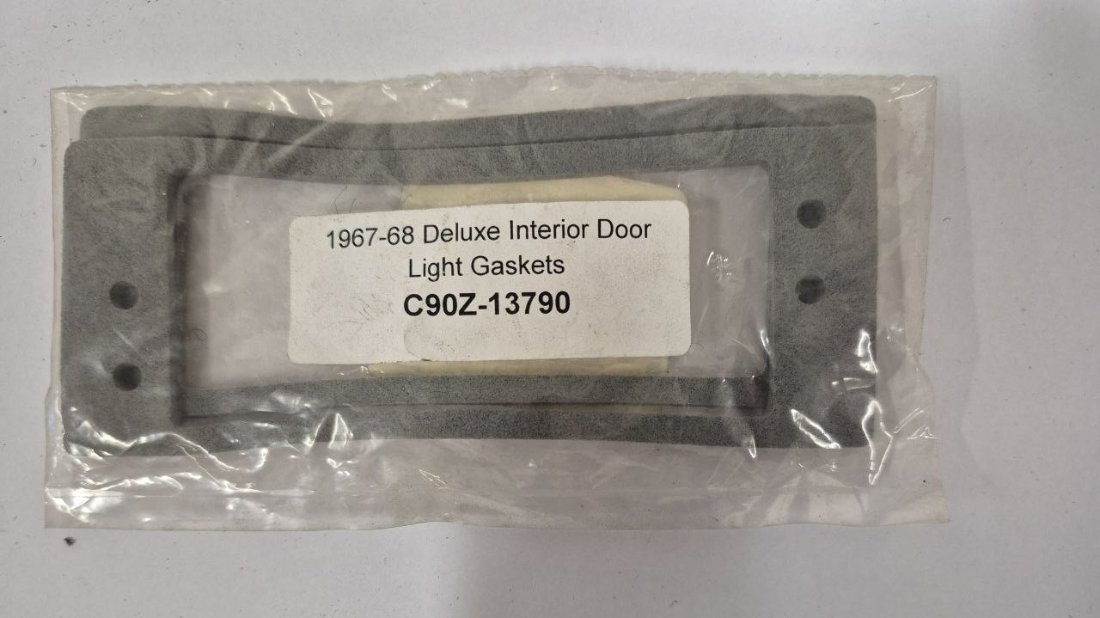 1967-68 Deluxe Interior Door
Light Gaskets
C90Z-13790